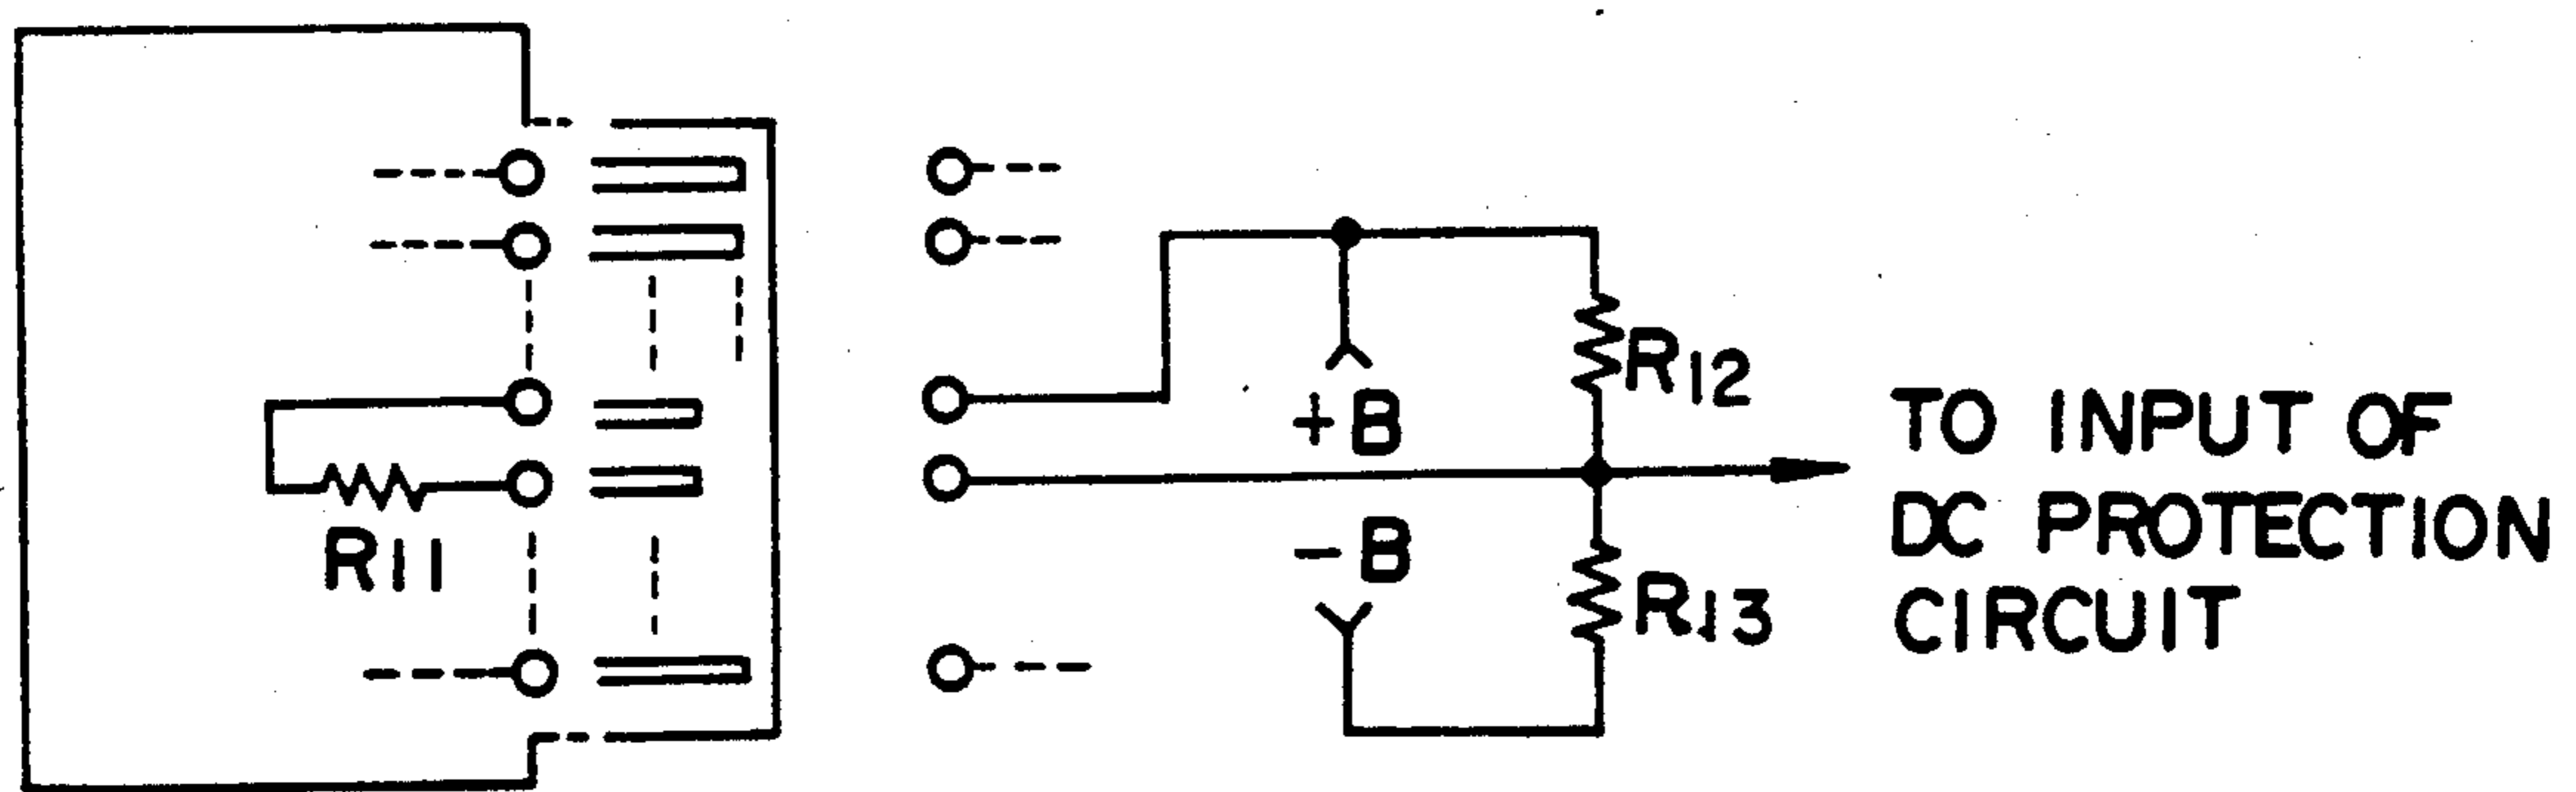 R11
+B
-B
R12
R13
TO INPUT OF
DC PROTECTION
CIRCUIT